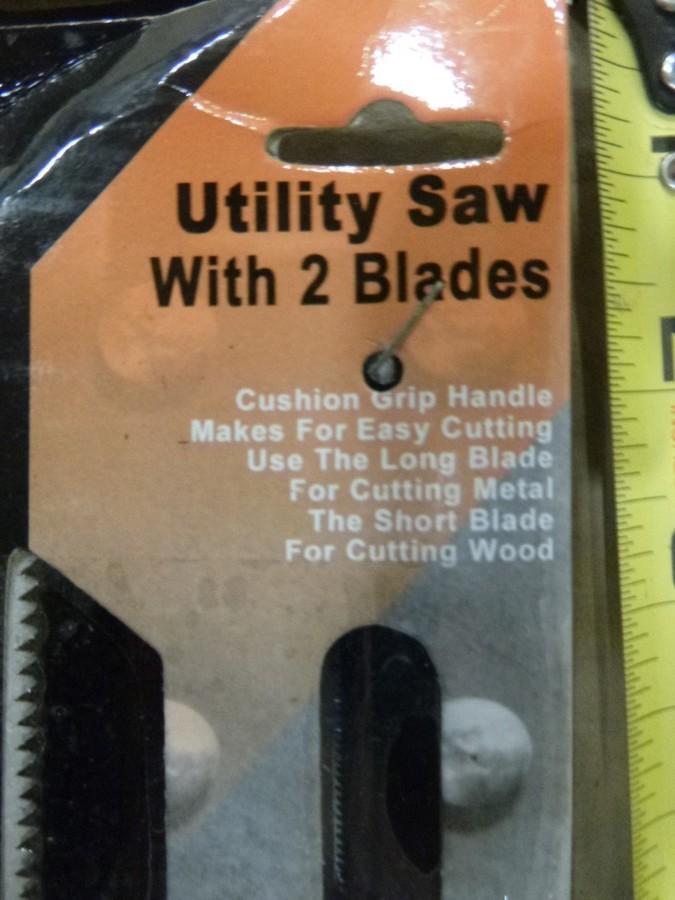 Utility Saw
With 2 Blades
Cushion Grip Handle
Makes For Easy Cutting
Use The Long Blade
For Cutting Metal
The Short Blade
For Cutting Wood